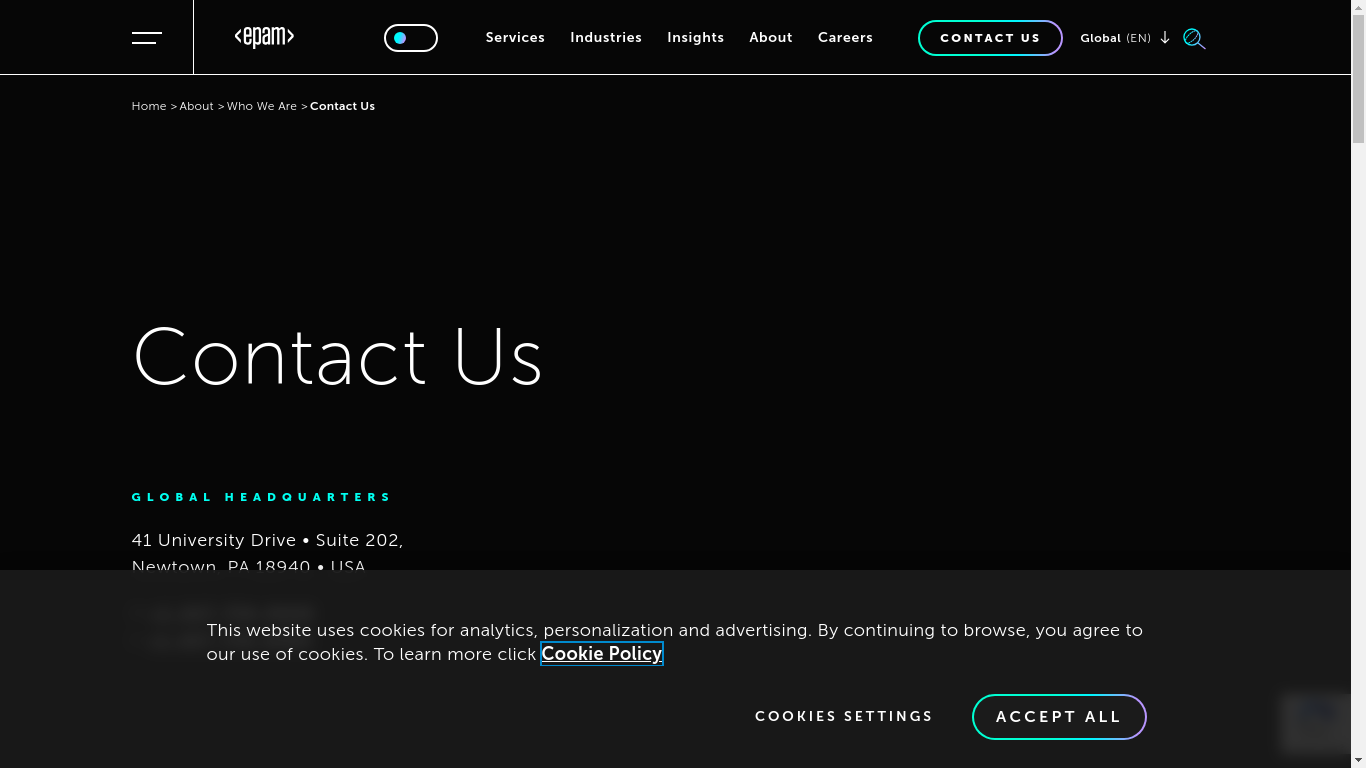 <epam>
Services Industries Insights About Careers CONTACT US Global (EN)
Home > About > Who We Are > Contact Us
Contact Us
GLOBAL HEADQUARTERS
41 University Drive • Suite 202,
Newtown, PA 18940 • USA
This website uses cookies for analytics, personalization and advertising. By continuing to browse, you agree to
our use of cookies. To learn more click Cookie Policy
COOKIES SETTINGS ACCEPT ALL